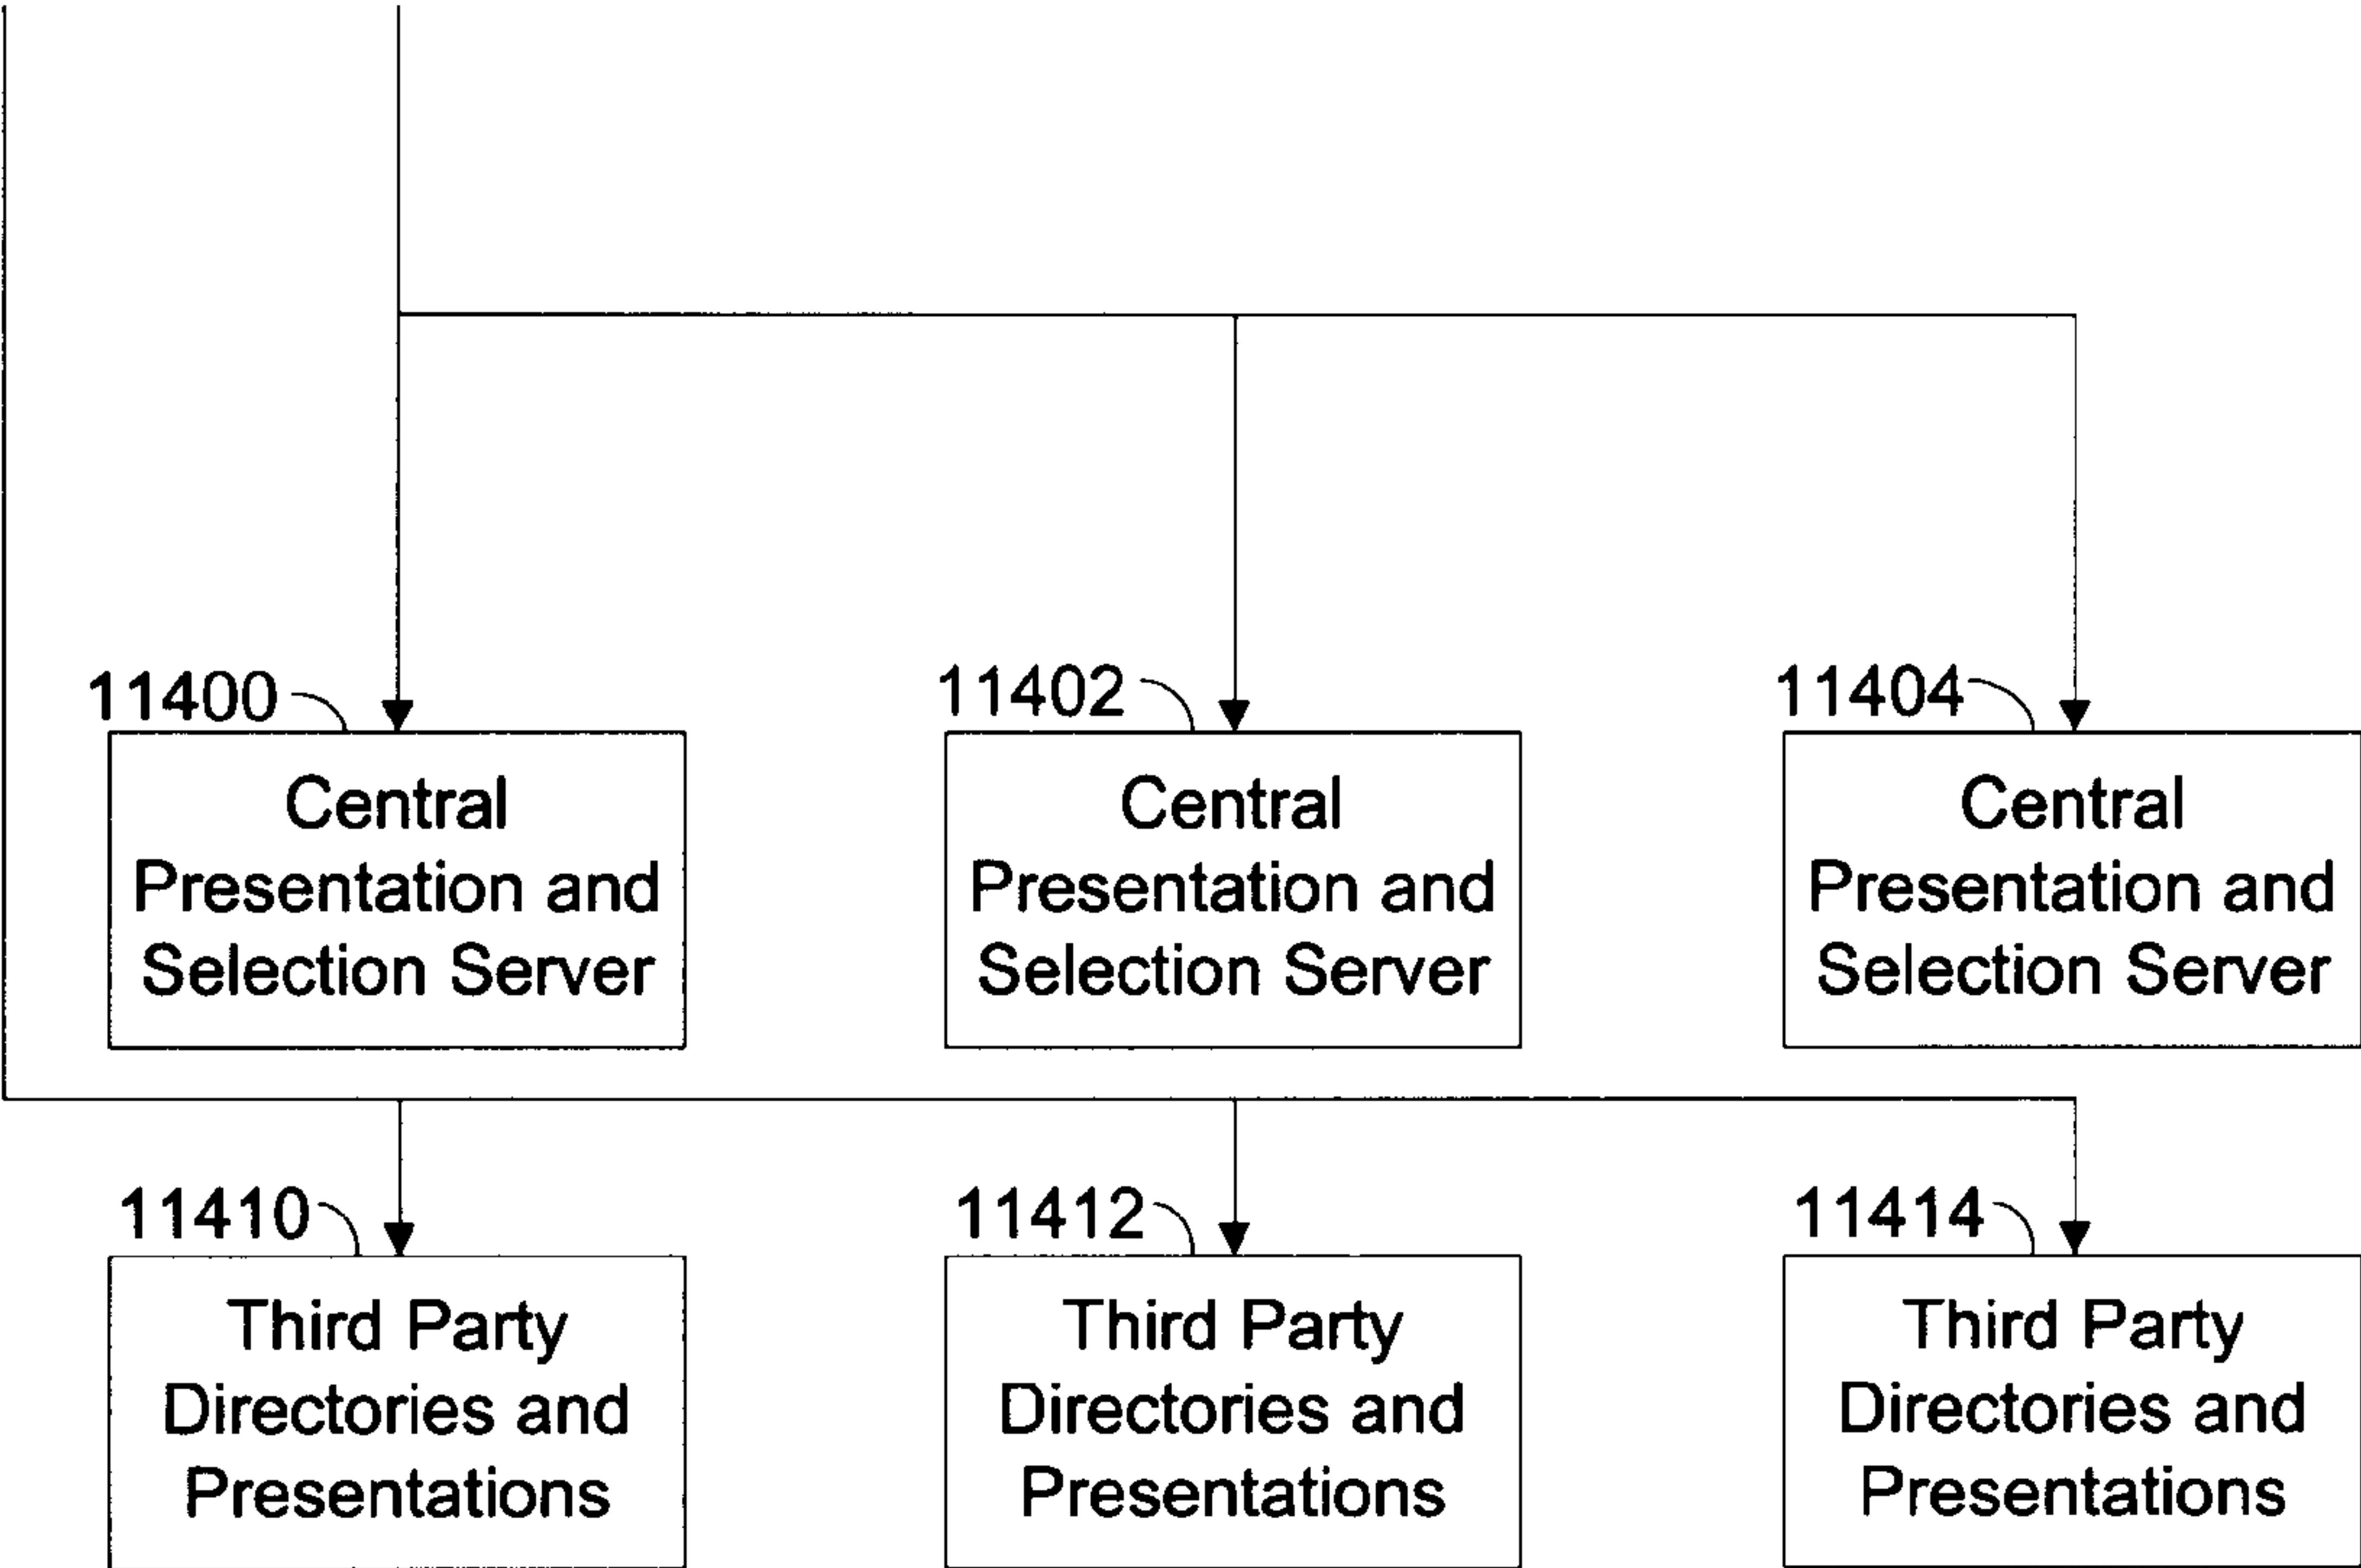 11400
Central
Presentation and
Selection Server
11402
Central
Presentation and
Selection Server
11404
Central
Presentation and
Selection Server
11410
Third Party
Directories and
Presentations
11412
Third Party
Directories and
Presentations
11414
Third Party
Directories and
Presentations